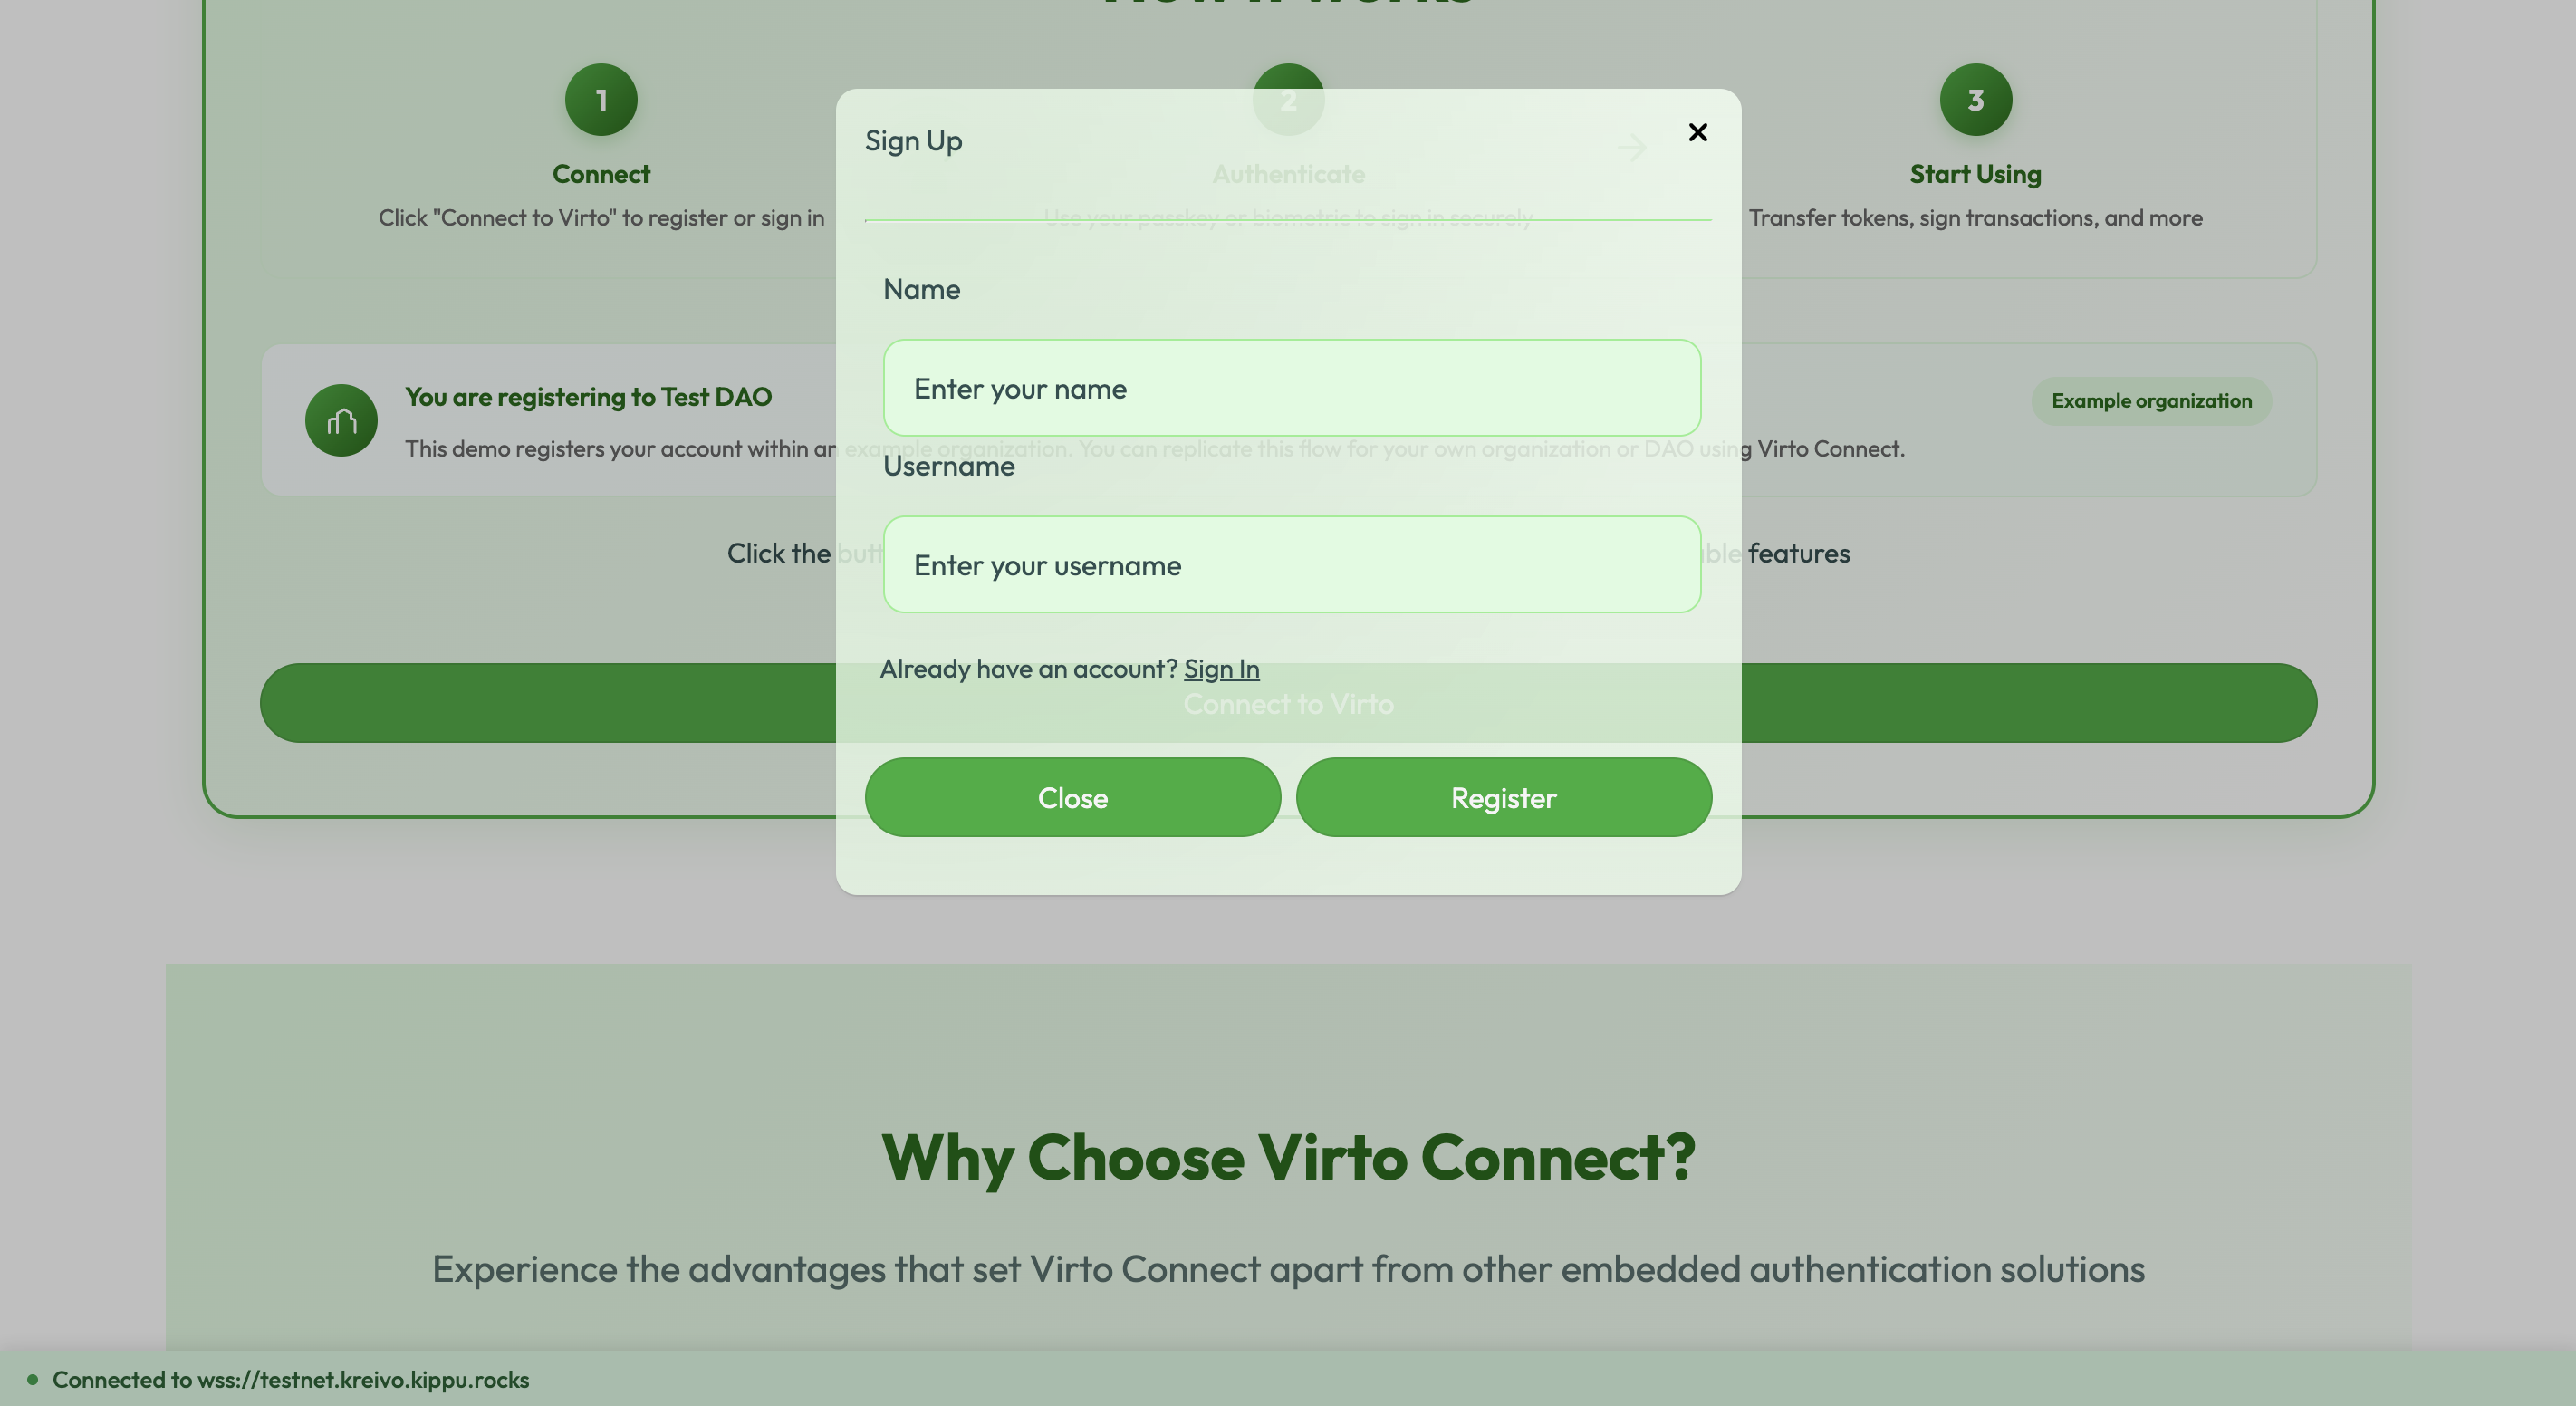 How it works
1
2
3
Connect
Authenticate
Start Using
Click "Connect to Virto" to register or sign in
Use your passkey or biometric to sign in securely
Transfer tokens, sign transactions, and more
You are registering to Test DAO
Example organization
This demo registers your account within an example organization. You can replicate this flow for your own organization or DAO using Virto Connect.
Click the butt
ble features
Connect to Virto
Sign Up
Name
Enter your name
Username
Enter your username
Already have an account? Sign In
Close
Register
Why Choose Virto Connect?
Experience the advantages that set Virto Connect apart from other embedded authentication solutions
Connected to wss://testnet.kreivo.kippu.rocks